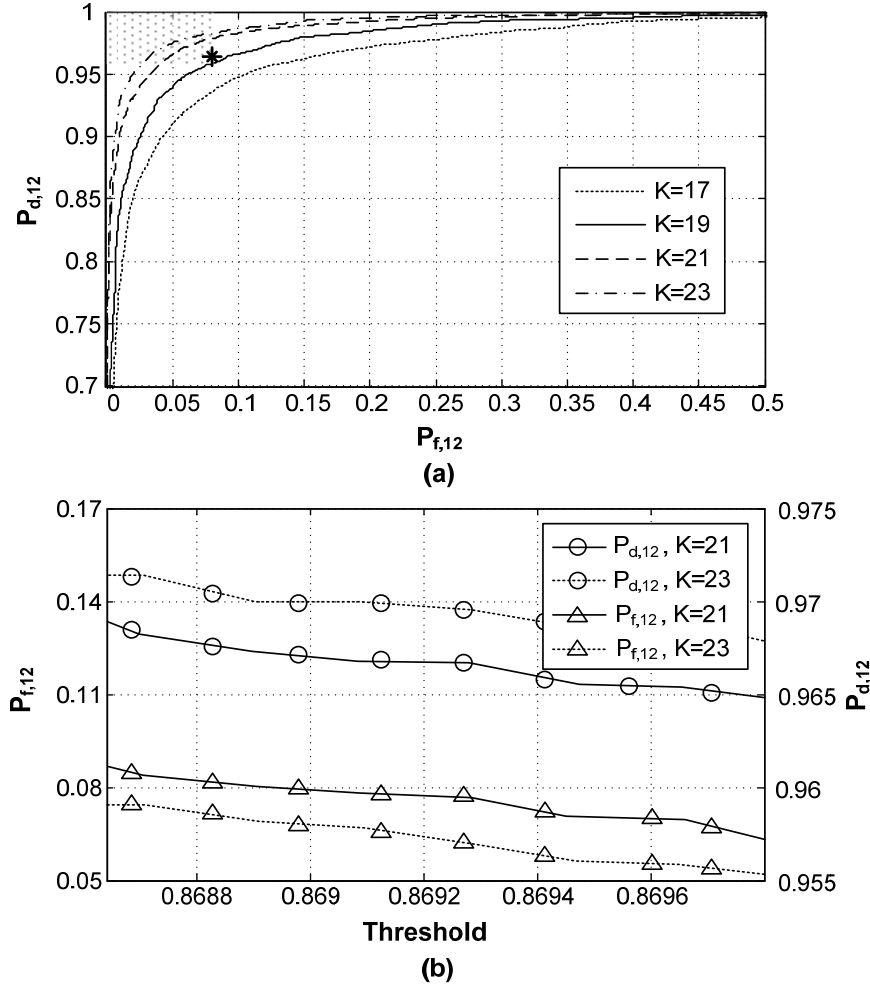 1
0.95
0.9
0.85
0.8
0.75
0.7
P_d,12
0 0.05 0.1 0.15 0.2 0.25 0.3 0.35 0.4 0.45 0.5
P_f,12
K=17
K=19
K=21
K=23
(a)
0.17
0.14
0.11
0.08
0.05
P_f,12
0.975
0.97
0.965
0.96
0.955
P_d,12
P_d,12 , K=21
P_d,12 , K=23
P_f,12 , K=21
P_f,12 , K=23
0.8688 0.869 0.8692 0.8694 0.8696
Threshold
(b)